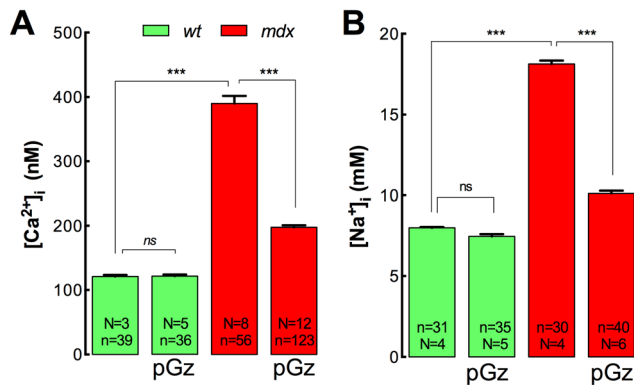 A
wt mdx
[Ca2+]i (nM)
500
400
300
200
100
0
***
***
ns
N=3
n=39
N=5
n=36
N=8
n=56
N=12
n=123
pGz
pGz
B
[Na+]i (mM)
20
15
10
5
0
***
***
ns
n=31
N=4
n=35
N=5
n=30
N=4
n=40
N=6
pGz
pGz